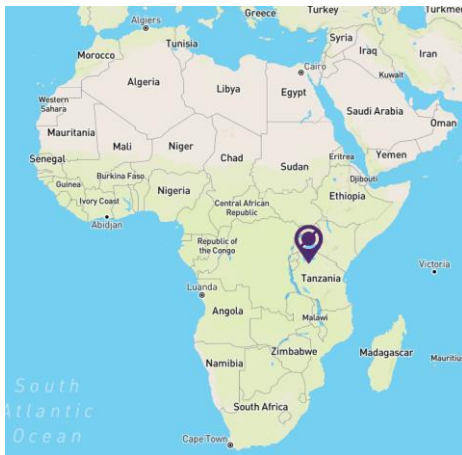 Greece
Turkey
Turkmen
Algiers
Tunisia
Syria
Morocco
Iraq
Iran
Cairo
Kuwait
Algeria
Libya
Egypt
Western
Sahara
Saudi Arabia
Oman
Mauritania
Mali
Niger
Chad
Sudan
Eritrea
Yemen
Senegal
Burkina Faso
Djibouti
Guinea
Nigeria
Ethiopia
Ivory Coast
Central African
Republic
Abidjan
Republic of
the Congo
Victoria
Tanzania
Luanda
Angola
Malawi
Zimbabwe
Madagascar
Mauritius
Namibia
South
Atlantic
Ocean
South Africa
Cape Town